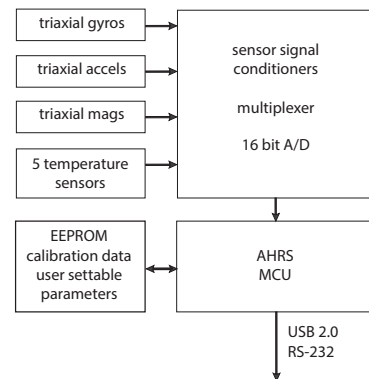 triaxial gyros
triaxial accels
triaxial mags
5 temperature
sensors
sensor signal
conditioners
multiplexer
16 bit A/D
EEPROM
calibration data
user settable
parameters
AHRS
MCU
USB 2.0
RS-232